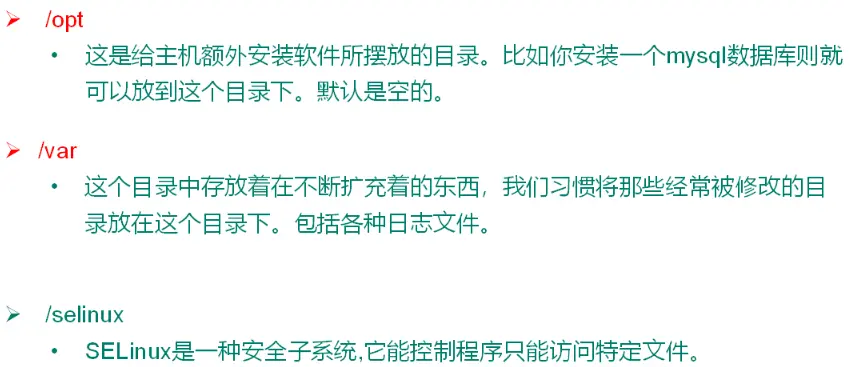 /opt
• 这是给主机额外安装软件所摆放的目录。比如你安装一个mysql数据库则就
可以放到这个目录下。默认是空的。
/var
• 这个目录中存放着在不断扩充着的东西，我们习惯将那些经常被修改的目
录放在这个目录下。包括各种日志文件。
/selinux
• SELinux是一种安全子系统,它能控制程序只能访问特定文件。